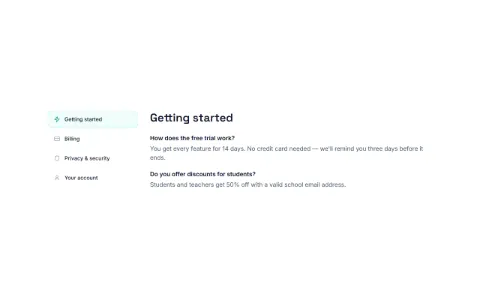 Getting started
Billing
Privacy & security
Your account
Getting started
How does the free trial work?
You get every feature for 14 days. No credit card needed — we'll remind you three days before it
ends.
Do you offer discounts for students?
Students and teachers get 50% off with a valid school email address.